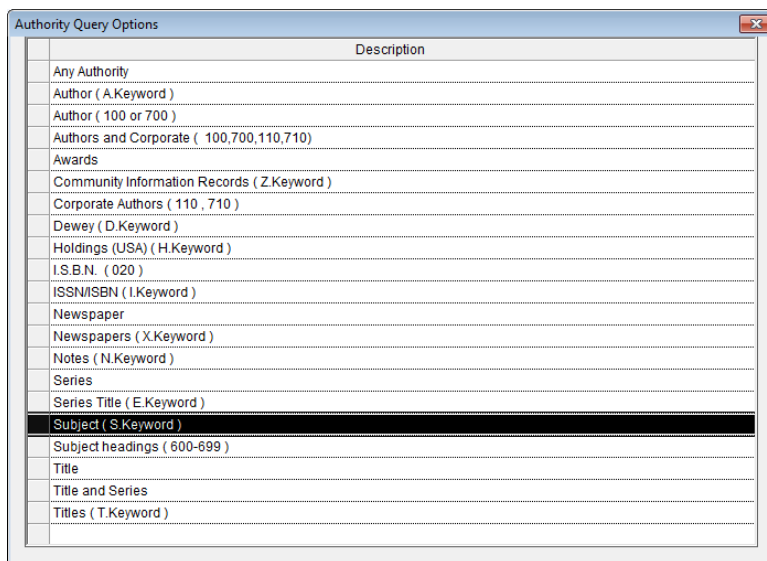 Authority Query Options
Description
Any Authority
Author ( A.Keyword )
Author ( 100 or 700 )
Authors and Corporate (  100,700,110,710)
Awards
Community Information Records ( Z.Keyword )
Corporate Authors ( 110 , 710 )
Dewey ( D.Keyword )
Holdings (USA) ( H.Keyword )
I.S.B.N.  ( 020 )
ISSN/ISBN ( I.Keyword )
Newspaper
Newspapers ( X.Keyword )
Notes ( N.Keyword )
Series
Series Title ( E.Keyword )
Subject ( S.Keyword )
Subject headings ( 600-699 )
Title
Title and Series
Titles ( T.Keyword )